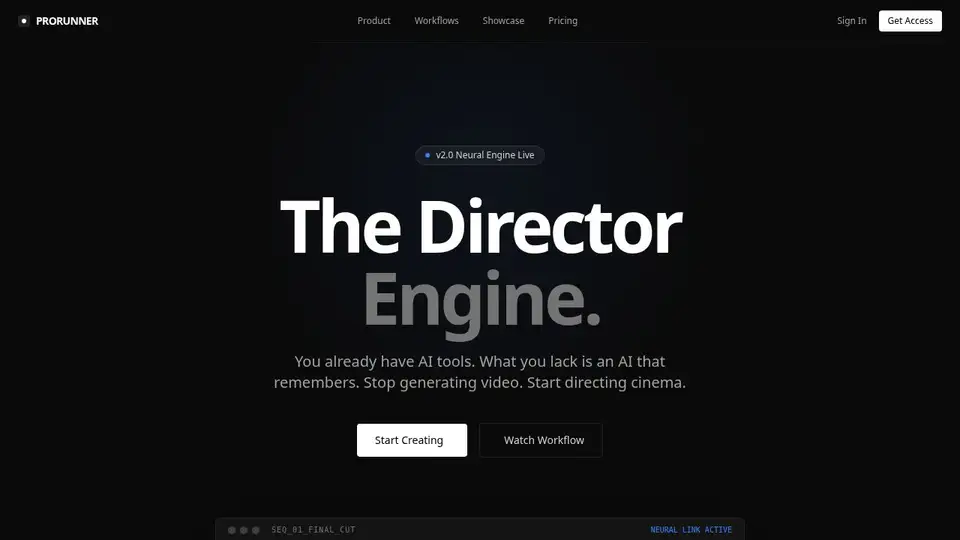 PRORUNNER
Product
Workflows
Showcase
Pricing
Sign In
Get Access
v2.0 Neural Engine Live
The Director
Engine.
You already have AI tools. What you lack is an AI that
remembers. Stop generating video. Start directing cinema.
Start Creating
Watch Workflow
SEQ_01_FINAL_CUT
NEURAL LINK ACTIVE